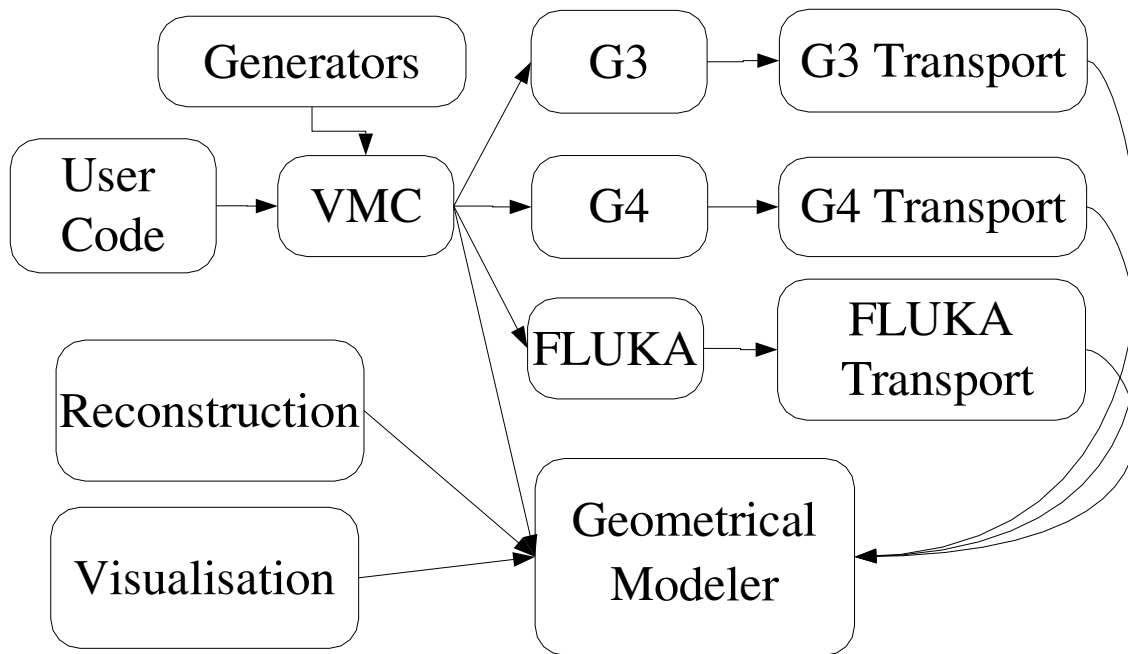 Generators
G3
G3 Transport
User
Code
VMC
G4
G4 Transport
FLUKA
FLUKA
Transport
Reconstruction
Geometrical
Modeler
Visualisation